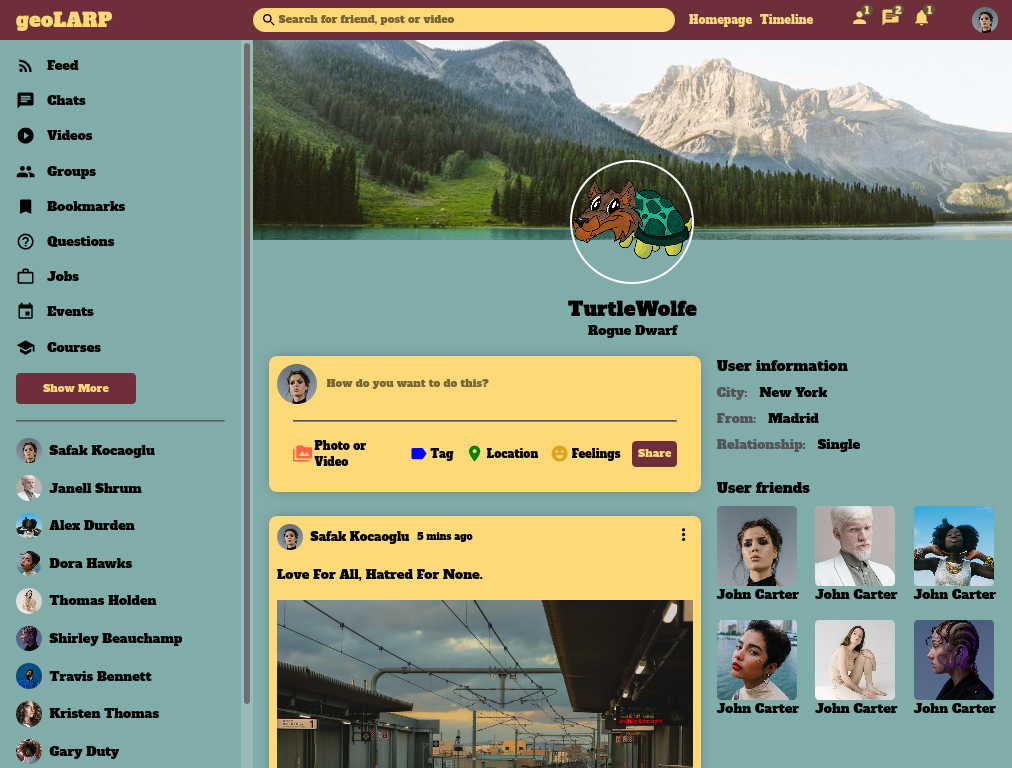 geoLARP
Search for friend, post or video
Homepage Timeline
1
2
1
Feed
Chats
Videos
Groups
Bookmarks
Questions
Jobs
Events
Courses
Show More
Safak Kocaoglu
Janell Shrum
Alex Durden
Dora Hawks
Thomas Holden
Shirley Beauchamp
Travis Bennett
Kristen Thomas
Gary Duty
TurtleWolfe
Rogue Dwarf
How do you want to do this?
Photo or
Video
Tag
Location
Feelings
Share
Safak Kocaoglu 5 mins ago
Love For All, Hatred For None.
1
User information
City: New York
From: Madrid
Relationship: Single
User friends
John Carter John Carter John Carter
John Carter John Carter John Carter